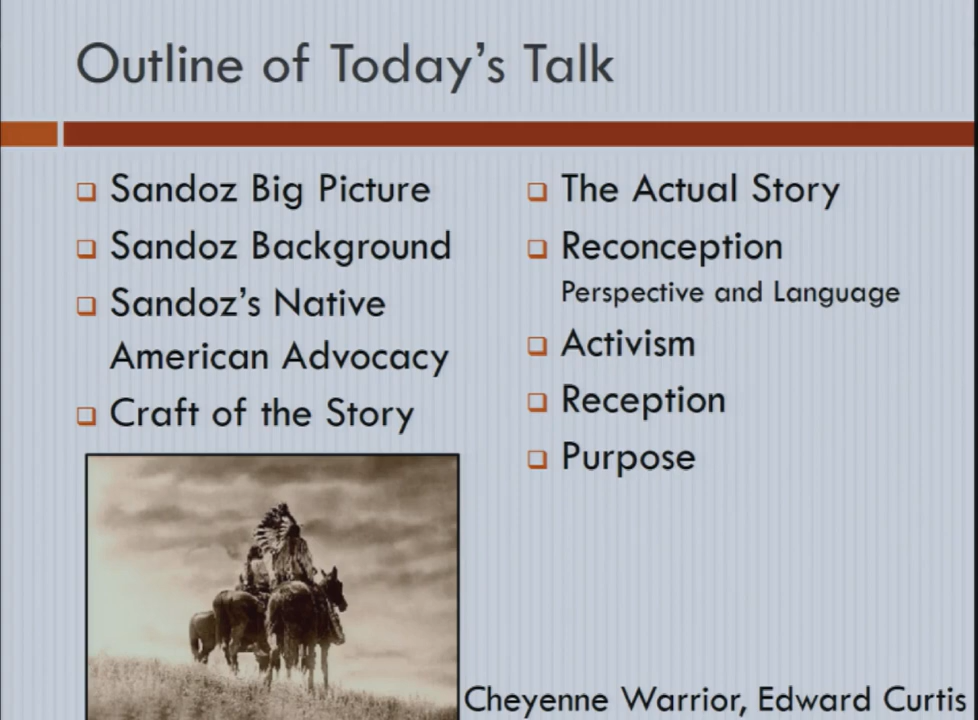 Outline of Today's Talk
Sandoz Big Picture
Sandoz Background
Sandoz's Native
American Advocacy
Craft of the Story
The Actual Story
Reconception
Perspective and Language
Activism
Reception
Purpose
Cheyenne Warrior, Edward Curtis